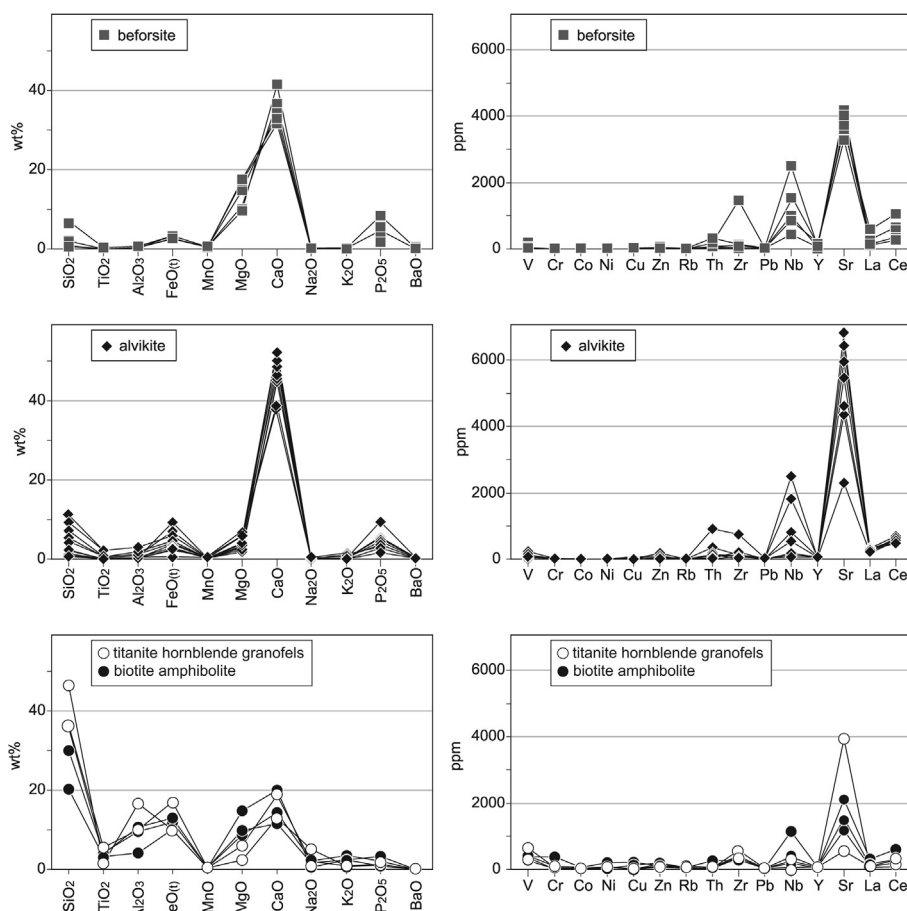 beforsite
wt%
40
20
0
SiO2 TiO2 Al2O3 FeO(t) MnO MgO CaO Na2O K2O P2O5 BaO
beforsite
ppm
6000
4000
2000
0
V Cr Co Ni Cu Zn Rb Th Zr Pb Nb Y Sr La Ce
alvikite
wt%
40
20
0
SiO2 TiO2 Al2O3 FeO(t) MnO MgO CaO Na2O K2O P2O5 BaO
alvikite
ppm
6000
4000
2000
0
V Cr Co Ni Cu Zn Rb Th Zr Pb Nb Y Sr La Ce
titanite hornblende granofels
biotite amphibolite
wt%
40
20
0
SiO2 TiO2 Al2O3 FeO(t) MnO MgO CaO Na2O K2O P2O5 BaO
titanite hornblende granofels
biotite amphibolite
ppm
6000
4000
2000
0
V Cr Co Ni Cu Zn Rb Th Zr Pb Nb Y Sr La Ce